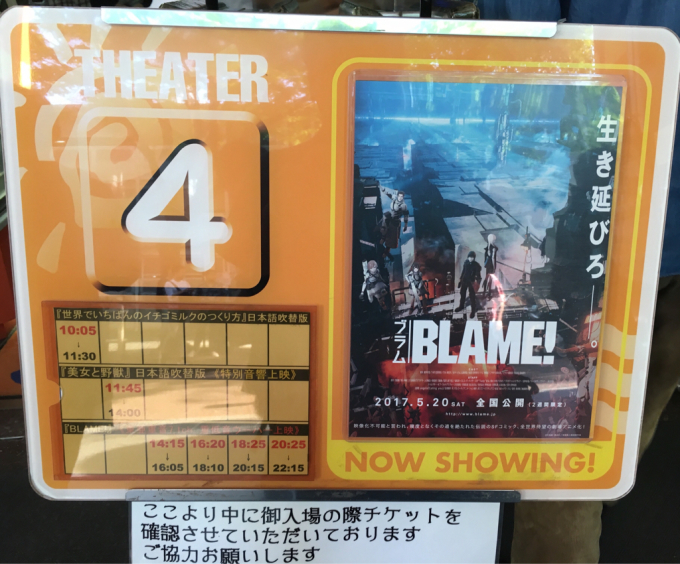 THEATER
4
『世界でいちばんのイチゴミルクのつくり方』日本語吹替版
10:05
↓
11:30
『美女と野獣』日本語吹替版《特別音響上映》
11:45
↓
14:00
『BLAME! 上映》
14:15 16:20 18:25 20:25
↓ ↓ ↓ ↓
16:05 18:10 20:15 22:15
生き延びろ——。
ブラム
BLAME!
2017.5.20 SAT 全国公開
http://www.blame.jp
NOW SHOWING!
ここより中に御入場の際チケットを
確認させていただいております
ご協力お願いします